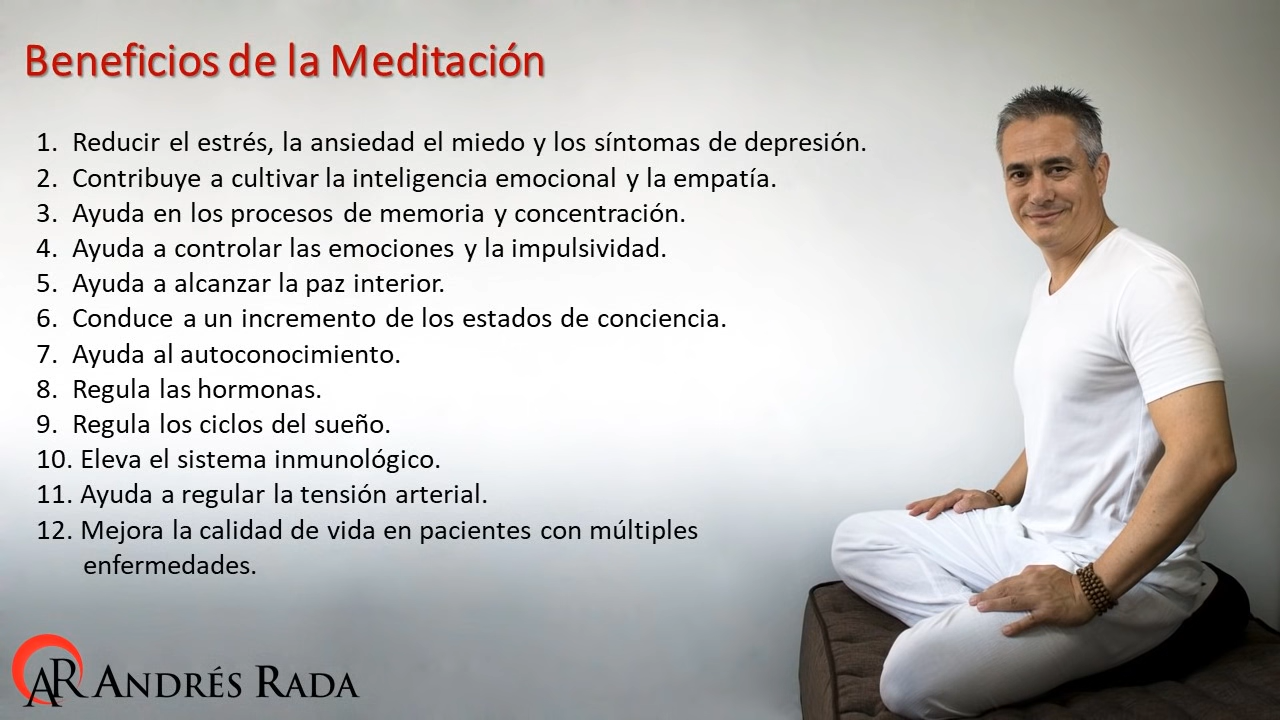 Beneficios de la Meditación
1. Reducir el estrés, la ansiedad el miedo y los síntomas de depresión.
2. Contribuye a cultivar la inteligencia emocional y la empatía.
3. Ayuda en los procesos de memoria y concentración.
4. Ayuda a controlar las emociones y la impulsividad.
5. Ayuda a alcanzar la paz interior.
6. Conduce a un incremento de los estados de conciencia.
7. Ayuda al autoconocimiento.
8. Regula las hormonas.
9. Regula los ciclos del sueño.
10. Eleva el sistema inmunológico.
11. Ayuda a regular la tensión arterial.
12. Mejora la calidad de vida en pacientes con múltiples
enfermedades.
AR ANDRÉS RADA